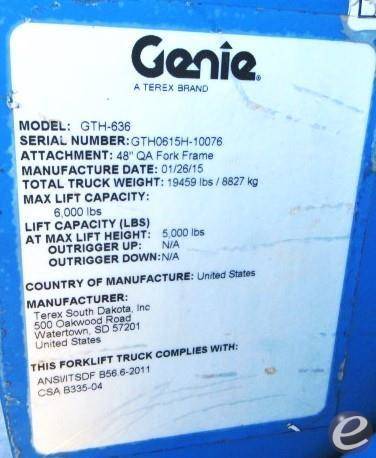 Genie
A TEREX BRAND
MODEL: GTH-636
SERIAL NUMBER: GTH0615H-10076
ATTACHMENT: 48" QA Fork Frame
MANUFACTURE DATE: 01/26/15
TOTAL TRUCK WEIGHT: 19459 lbs / 8827 kg
MAX LIFT CAPACITY:
6,000 lbs
LIFT CAPACITY (LBS)
AT MAX LIFT HEIGHT: 5,000 lbs
OUTRIGGER UP: N/A
OUTRIGGER DOWN: N/A
COUNTRY OF MANUFACTURE: United States
MANUFACTURER:
Terex South Dakota, Inc
500 Oakwood Road
Watertown, SD 57201
United States
THIS FORKLIFT TRUCK COMPLIES WITH:
ANSI/ITSDF B56.6-2011
CSA B335-04
e